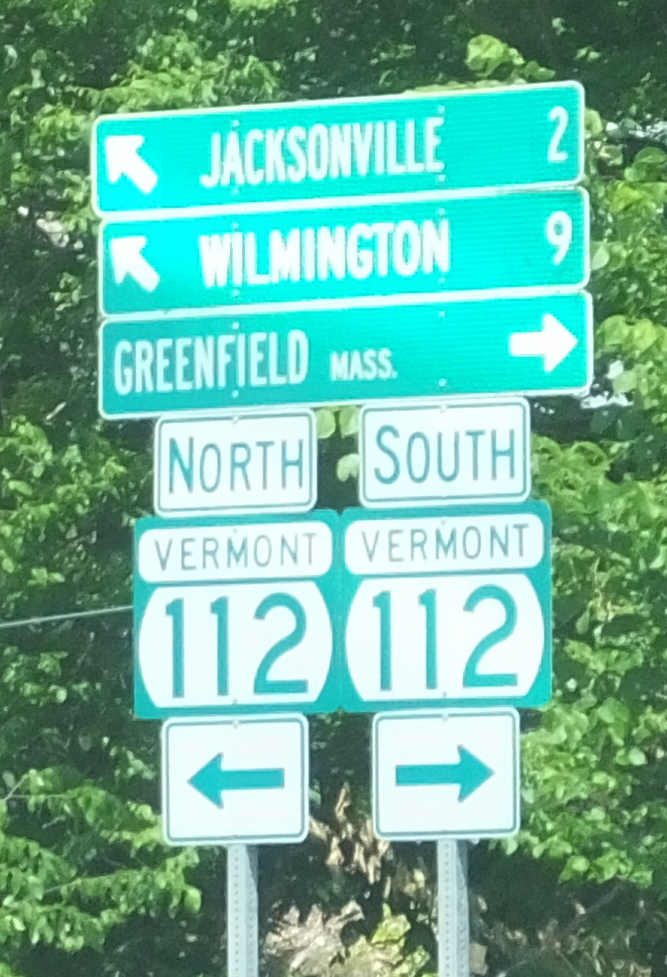 JACKSONVILLE 2
WILMINGTON 9
GREENFIELD MASS.
NORTH SOUTH
VERMONT VERMONT
112 112